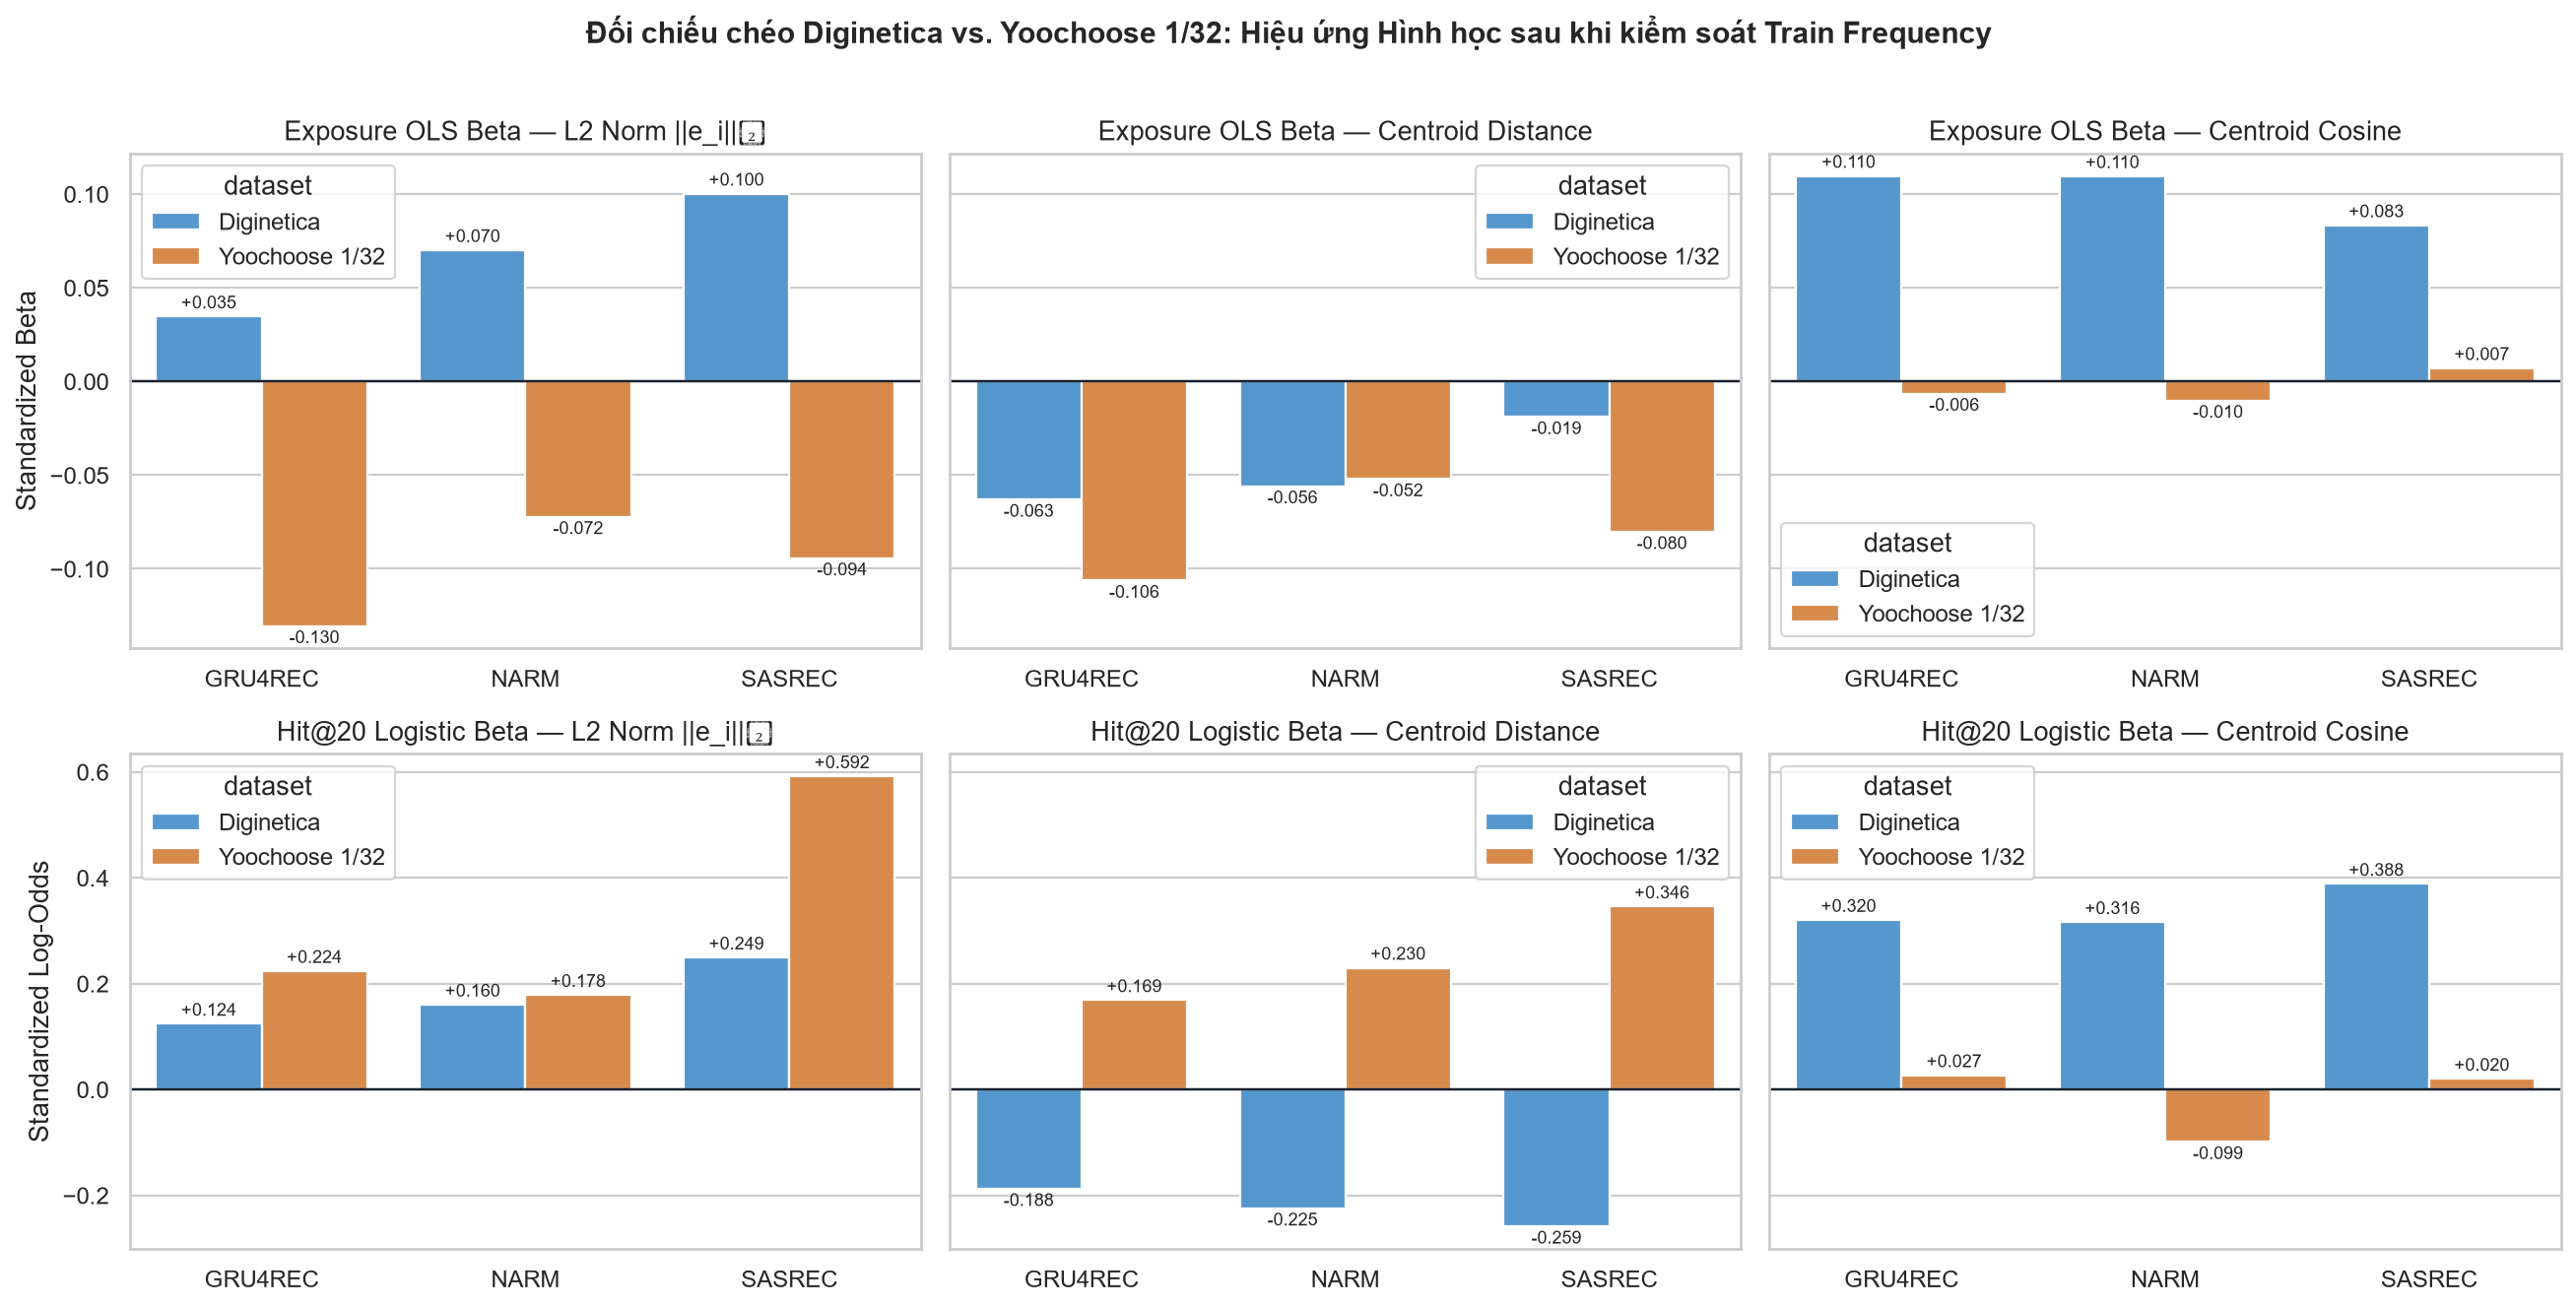 Đối chiếu chéo Diginetica vs. Yoochoose 1/32: Hiệu ứng Hình học sau khi kiểm soát Train Frequency
Exposure OLS Beta — L2 Norm ||e_i||₂
Standardized Beta
0.10
0.05
0.00
−0.05
−0.10
dataset
Diginetica
Yoochoose 1/32
+0.035
-0.130
+0.070
-0.072
+0.100
-0.094
GRU4REC NARM SASREC
Exposure OLS Beta — Centroid Distance
dataset
Diginetica
Yoochoose 1/32
-0.063
-0.106
-0.056
-0.052
-0.019
-0.080
GRU4REC NARM SASREC
Exposure OLS Beta — Centroid Cosine
+0.110
-0.006
+0.110
-0.010
+0.083
+0.007
dataset
Diginetica
Yoochoose 1/32
GRU4REC NARM SASREC
Hit@20 Logistic Beta — L2 Norm ||e_i||₂
Standardized Log-Odds
0.6
0.4
0.2
0.0
−0.2
dataset
Diginetica
Yoochoose 1/32
+0.124
+0.224
+0.160
+0.178
+0.249
+0.592
GRU4REC NARM SASREC
Hit@20 Logistic Beta — Centroid Distance
dataset
Diginetica
Yoochoose 1/32
-0.188
+0.169
-0.225
+0.230
-0.259
+0.346
GRU4REC NARM SASREC
Hit@20 Logistic Beta — Centroid Cosine
dataset
Diginetica
Yoochoose 1/32
+0.320
+0.027
+0.316
-0.099
+0.388
+0.020
GRU4REC NARM SASREC